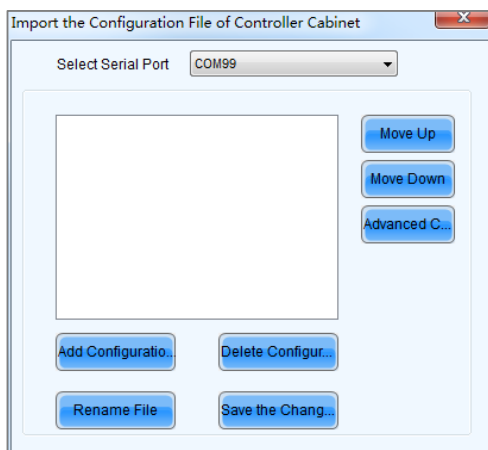 Import the Configuration File of Controller Cabinet
Select Serial Port COM99
Move Up
Move Down
Advanced C...
Add Configuratio... Delete Configur...
Rename File Save the Chang...